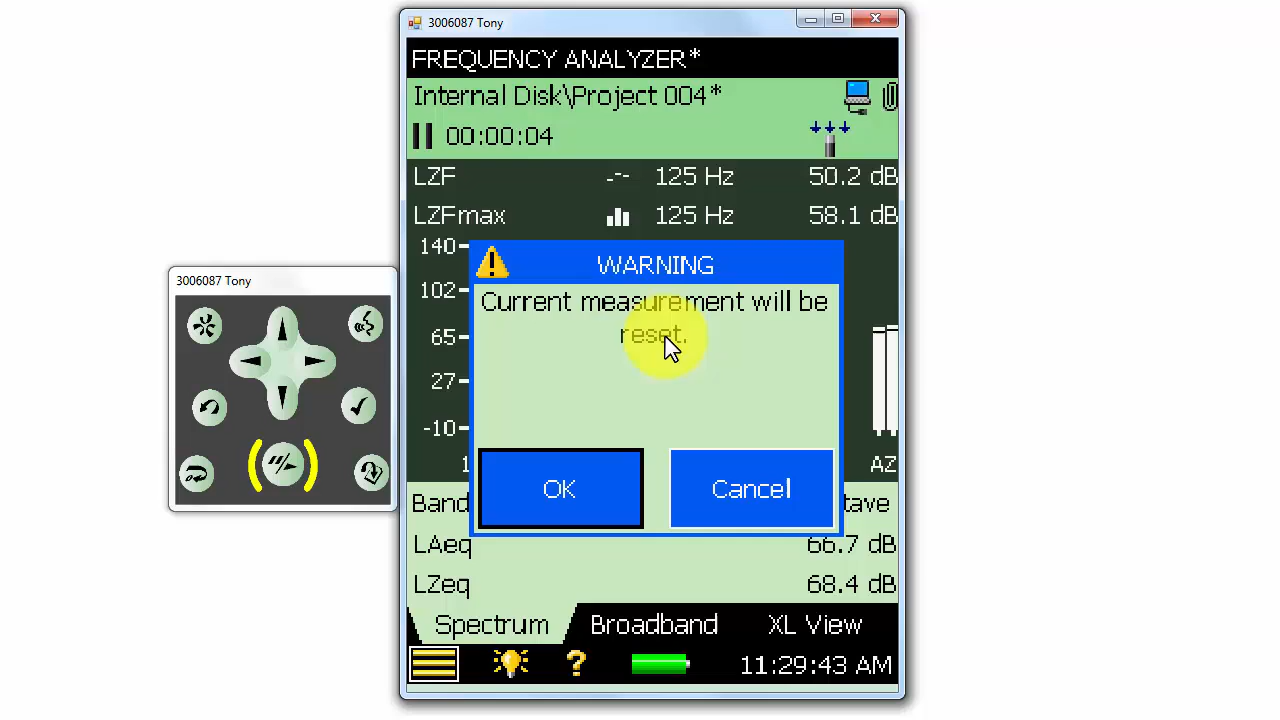 3006087 Tony
FREQUENCY ANALYZER*
Internal Disk\Project 004*
00:00:04
LZF 125 Hz 50.2 dB
LZFmax 125 Hz 58.1 dB
140
102
65
27
-10
1 AZ
WARNING
Current measurement will be
reset.
OK Cancel
Band tave
LAeq 66.7 dB
LZeq 68.4 dB
Spectrum Broadband XL View
? 11:29:43 AM
3006087 Tony